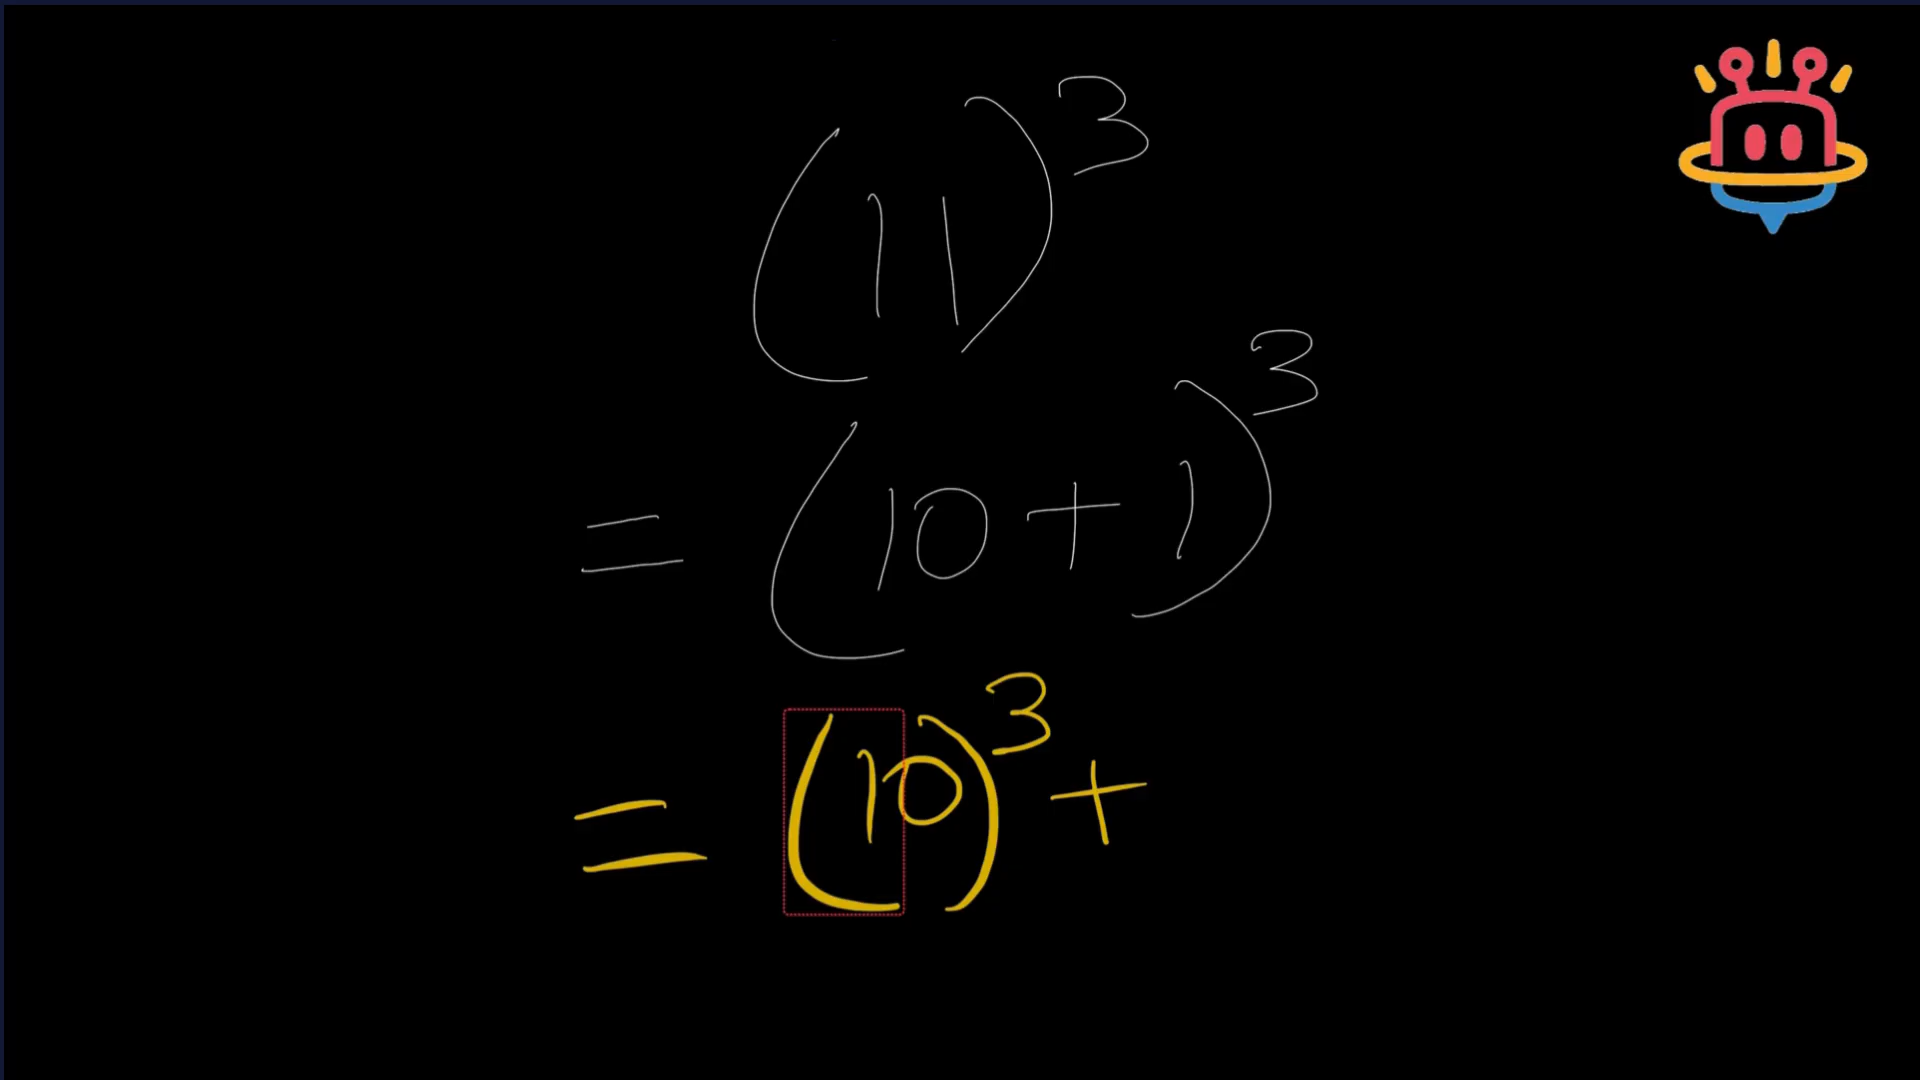 (11)³
= (10 + 1)³
= (10)³ +